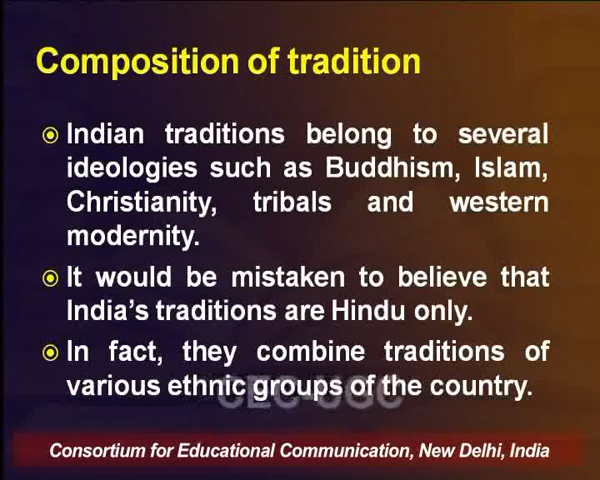 Composition of tradition
Indian traditions belong to several
ideologies such as Buddhism, Islam,
Christianity, tribals and western
modernity.
It would be mistaken to believe that
India's traditions are Hindu only.
In fact, they combine traditions of
various ethnic groups of the country.
CEC-UGC
Consortium for Educational Communication, New Delhi, India